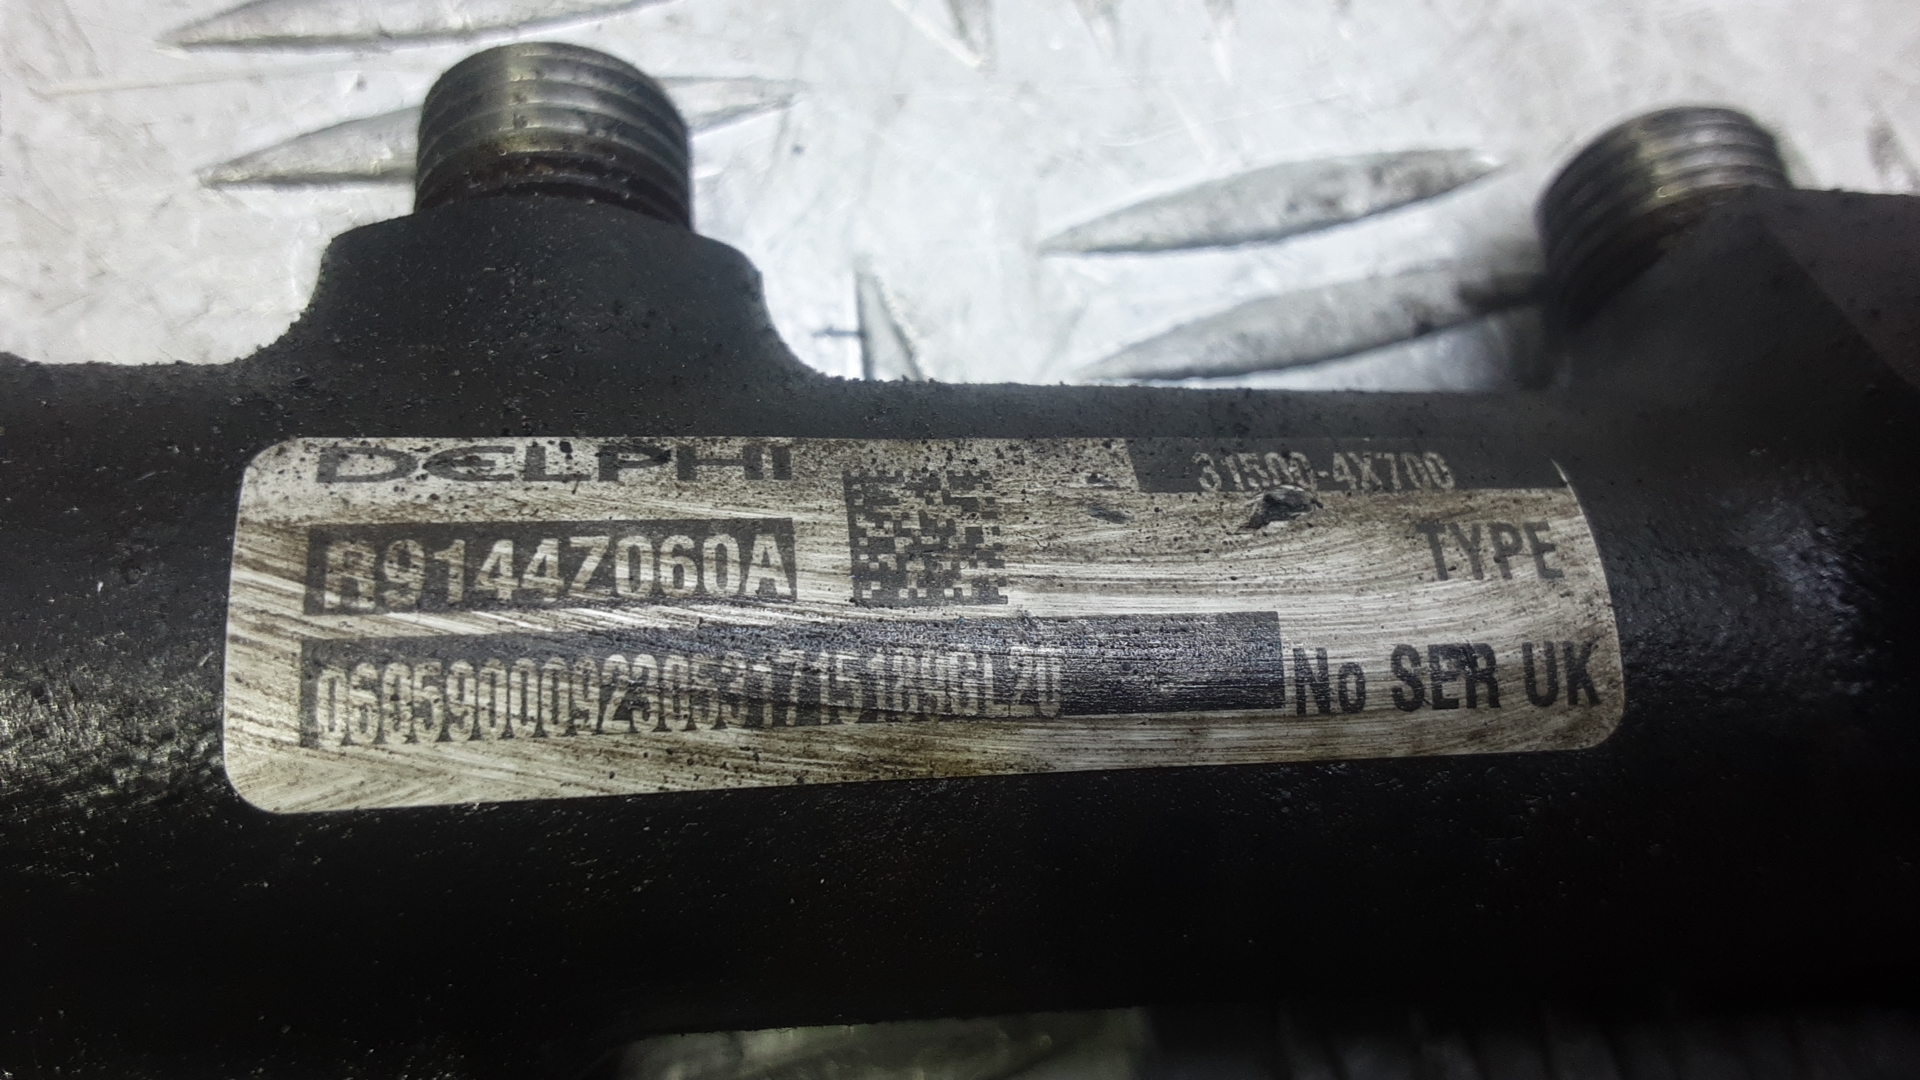 DELPHI
31500-4X700
R9144Z060A
TYPE
No SER UK